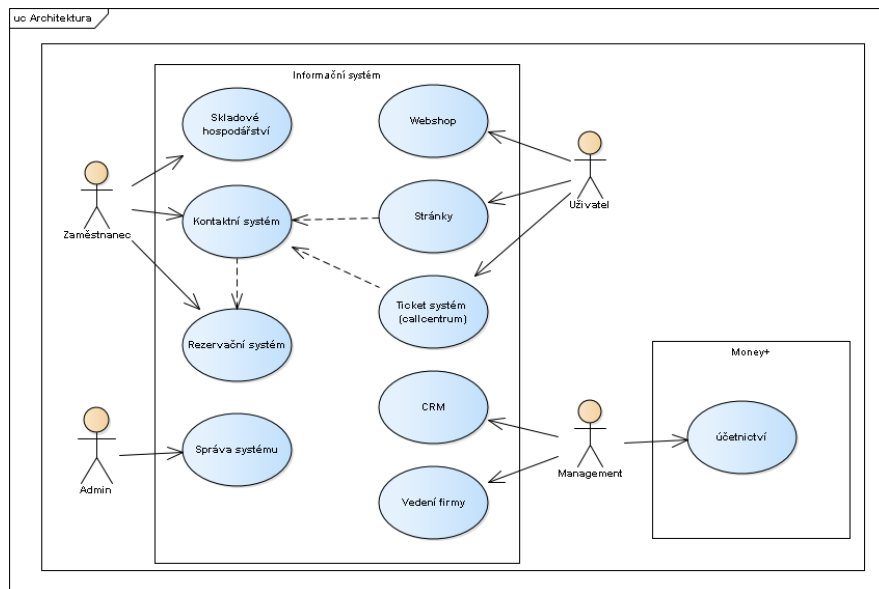 uc Architektura
Informační systém
Skladové
hospodářství
Webshop
Kontaktní systém
Stránky
Zaměstnanec
Uživatel
Ticket systém
(callcentrum)
Rezervační systém
Money+
CRM
účetnictví
Správa systému
Admin
Management
Vedení firmy